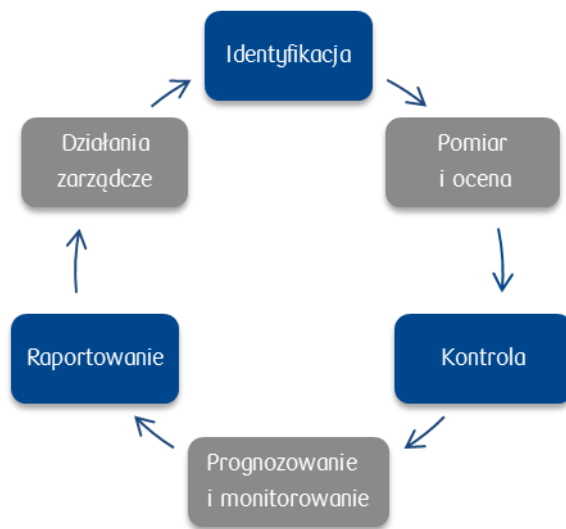 Identyfikacja
Pomiar
i ocena
Kontrola
Prognozowanie
i monitorowanie
Raportowanie
Działania
zarządcze